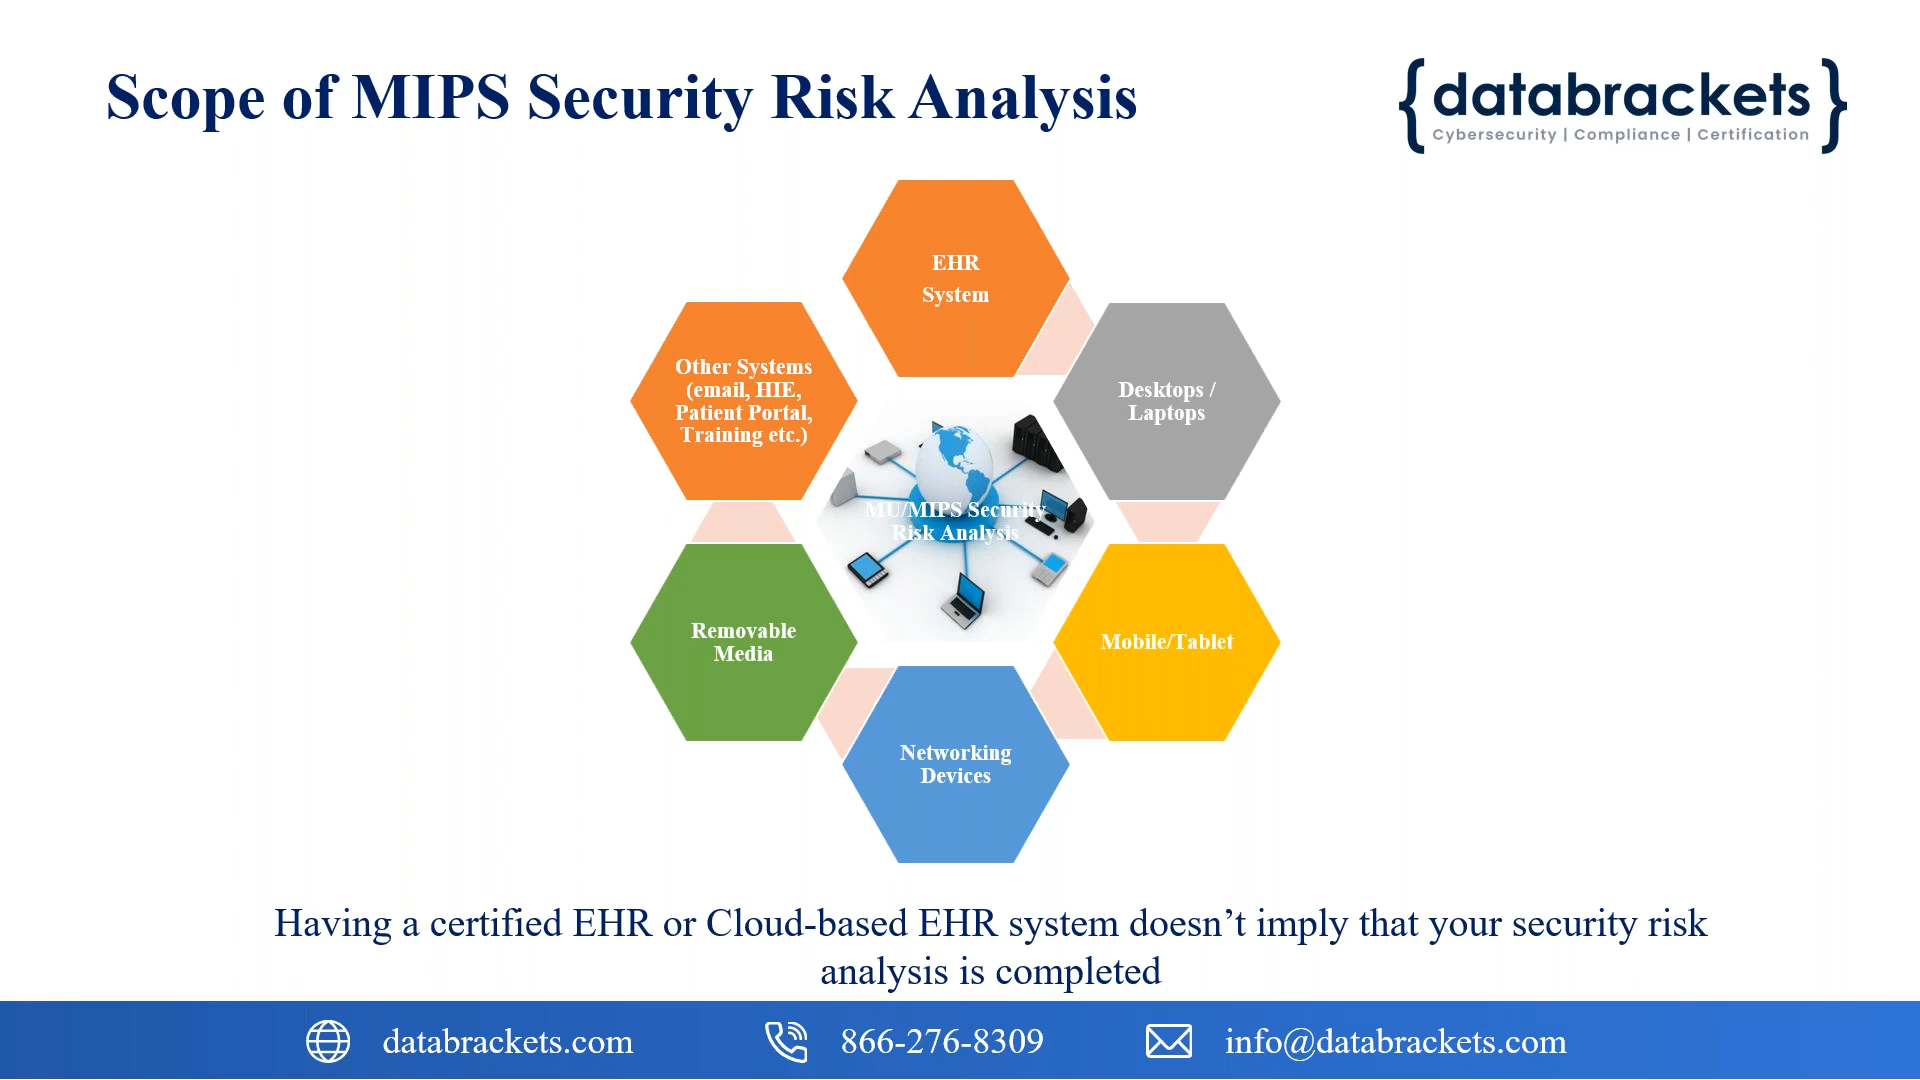 Scope of MIPS Security Risk Analysis
{databrackets}
Cybersecurity | Compliance | Certification
EHR
System
Other Systems
(email, HIE,
Patient Portal,
Training etc.)
Desktops /
Laptops
MU/MIPS Security
Risk Analysis
Removable
Media
Mobile/Tablet
Networking
Devices
Having a certified EHR or Cloud-based EHR system doesn’t imply that your security risk
analysis is completed
databrackets.com
866-276-8309
info@databrackets.com